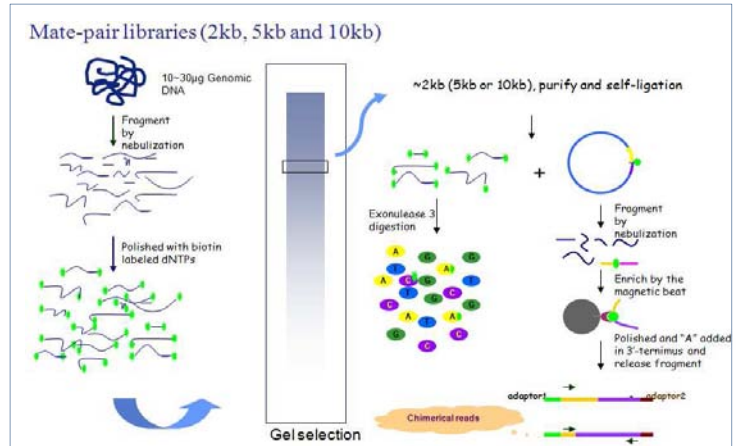 Mate-pair libraries (2kb, 5kb and 10kb)
10~30µg Genomic
DNA
Fragment
by
nebulization
Polished with biotin
labeled dNTPs
Gel selection
~2kb (5kb or 10kb), purify and self-ligation
+
Exonulease 3
digestion
A
G
G
T
A
A
C
G
T
C
T
G
C
A
T
A
G
C
C
Fragment
by
nebulization
Enrich by the
magnetic beat
Polished and "A" added
in 3'-ternimus and
release fragment
adaptor1
adaptor2
Chimerical reads